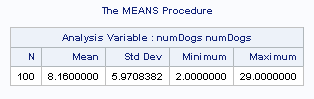 The MEANS Procedure
Analysis Variable : numDogs numDogs
N Mean Std Dev Minimum Maximum
100 8.1600000 5.9708382 2.0000000 29.0000000